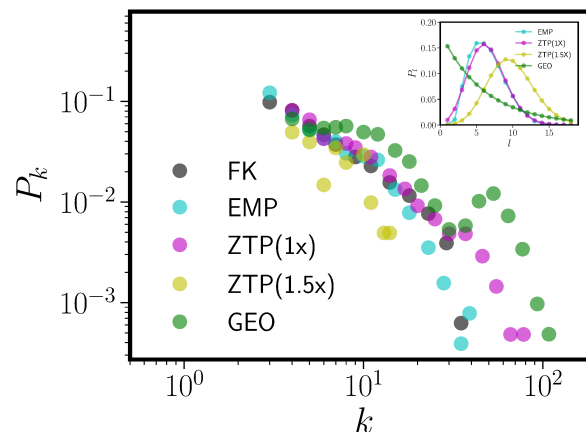 P_k
10^{-1}
10^{-2}
10^{-3}
10^0
10^1
10^2
k
FK
EMP
ZTP(1x)
ZTP(1.5x)
GEO
0.20
0.15
0.10
0.05
0.00
P_l
0
5
10
15
l
EMP
ZTP(1X)
ZTP(1.5X)
GEO